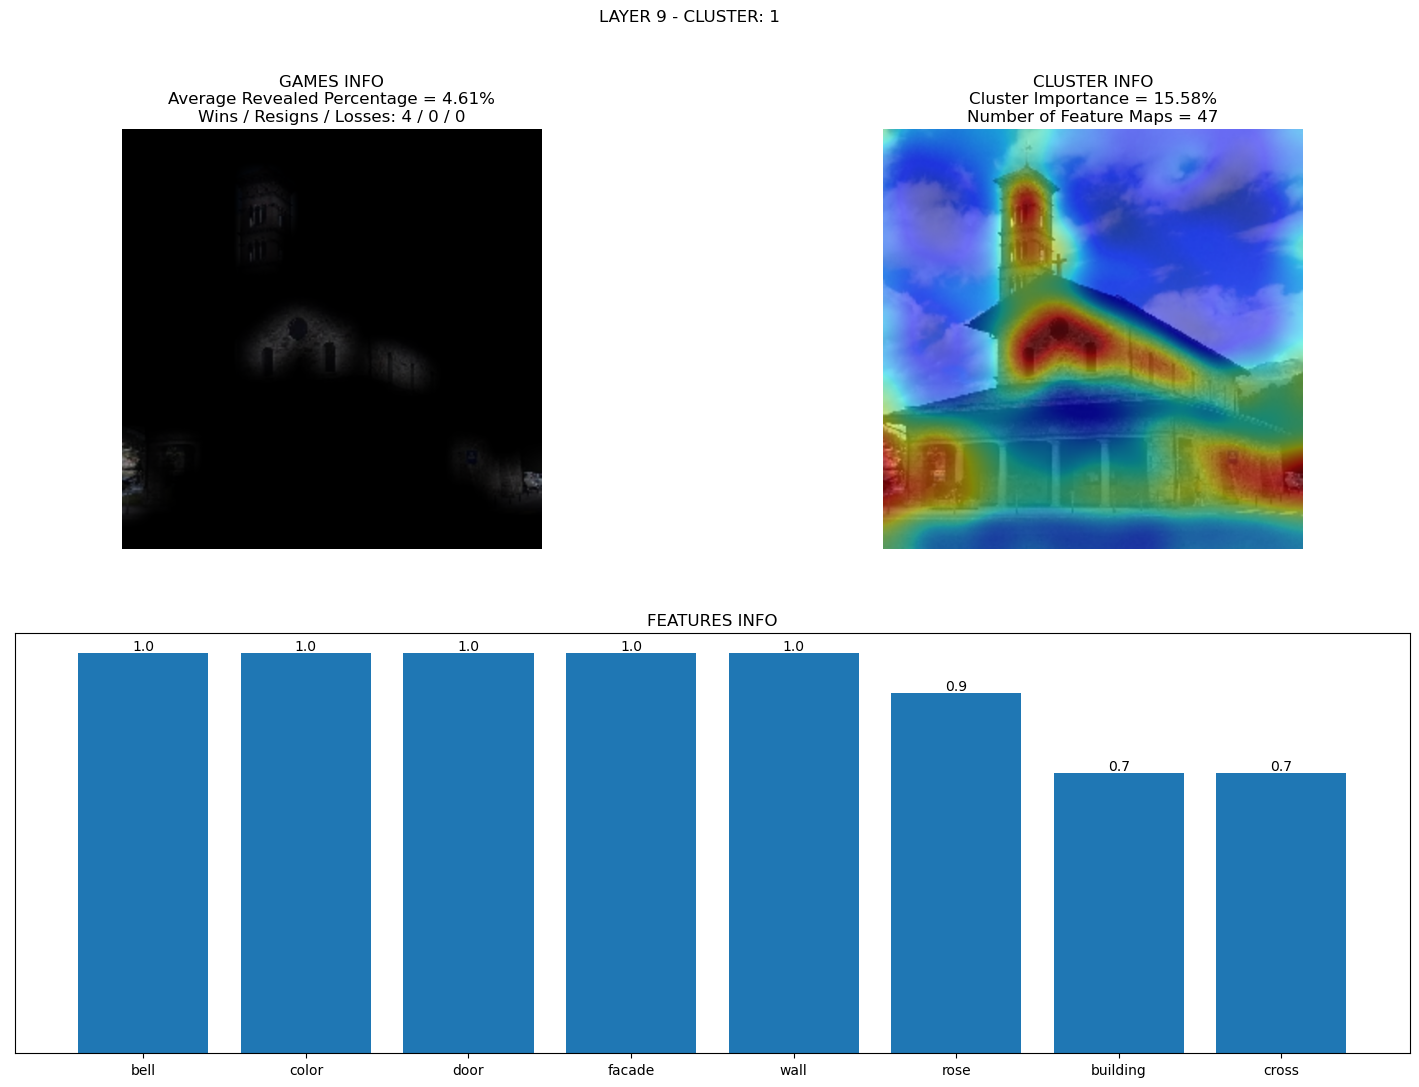 LAYER 9 - CLUSTER: 1
GAMES INFO
Average Revealed Percentage = 4.61%
Wins / Resigns / Losses: 4 / 0 / 0
CLUSTER INFO
Cluster Importance = 15.58%
Number of Feature Maps = 47
FEATURES INFO
1.0 1.0 1.0 1.0 1.0 0.9 0.7 0.7
bell color door facade wall rose building cross